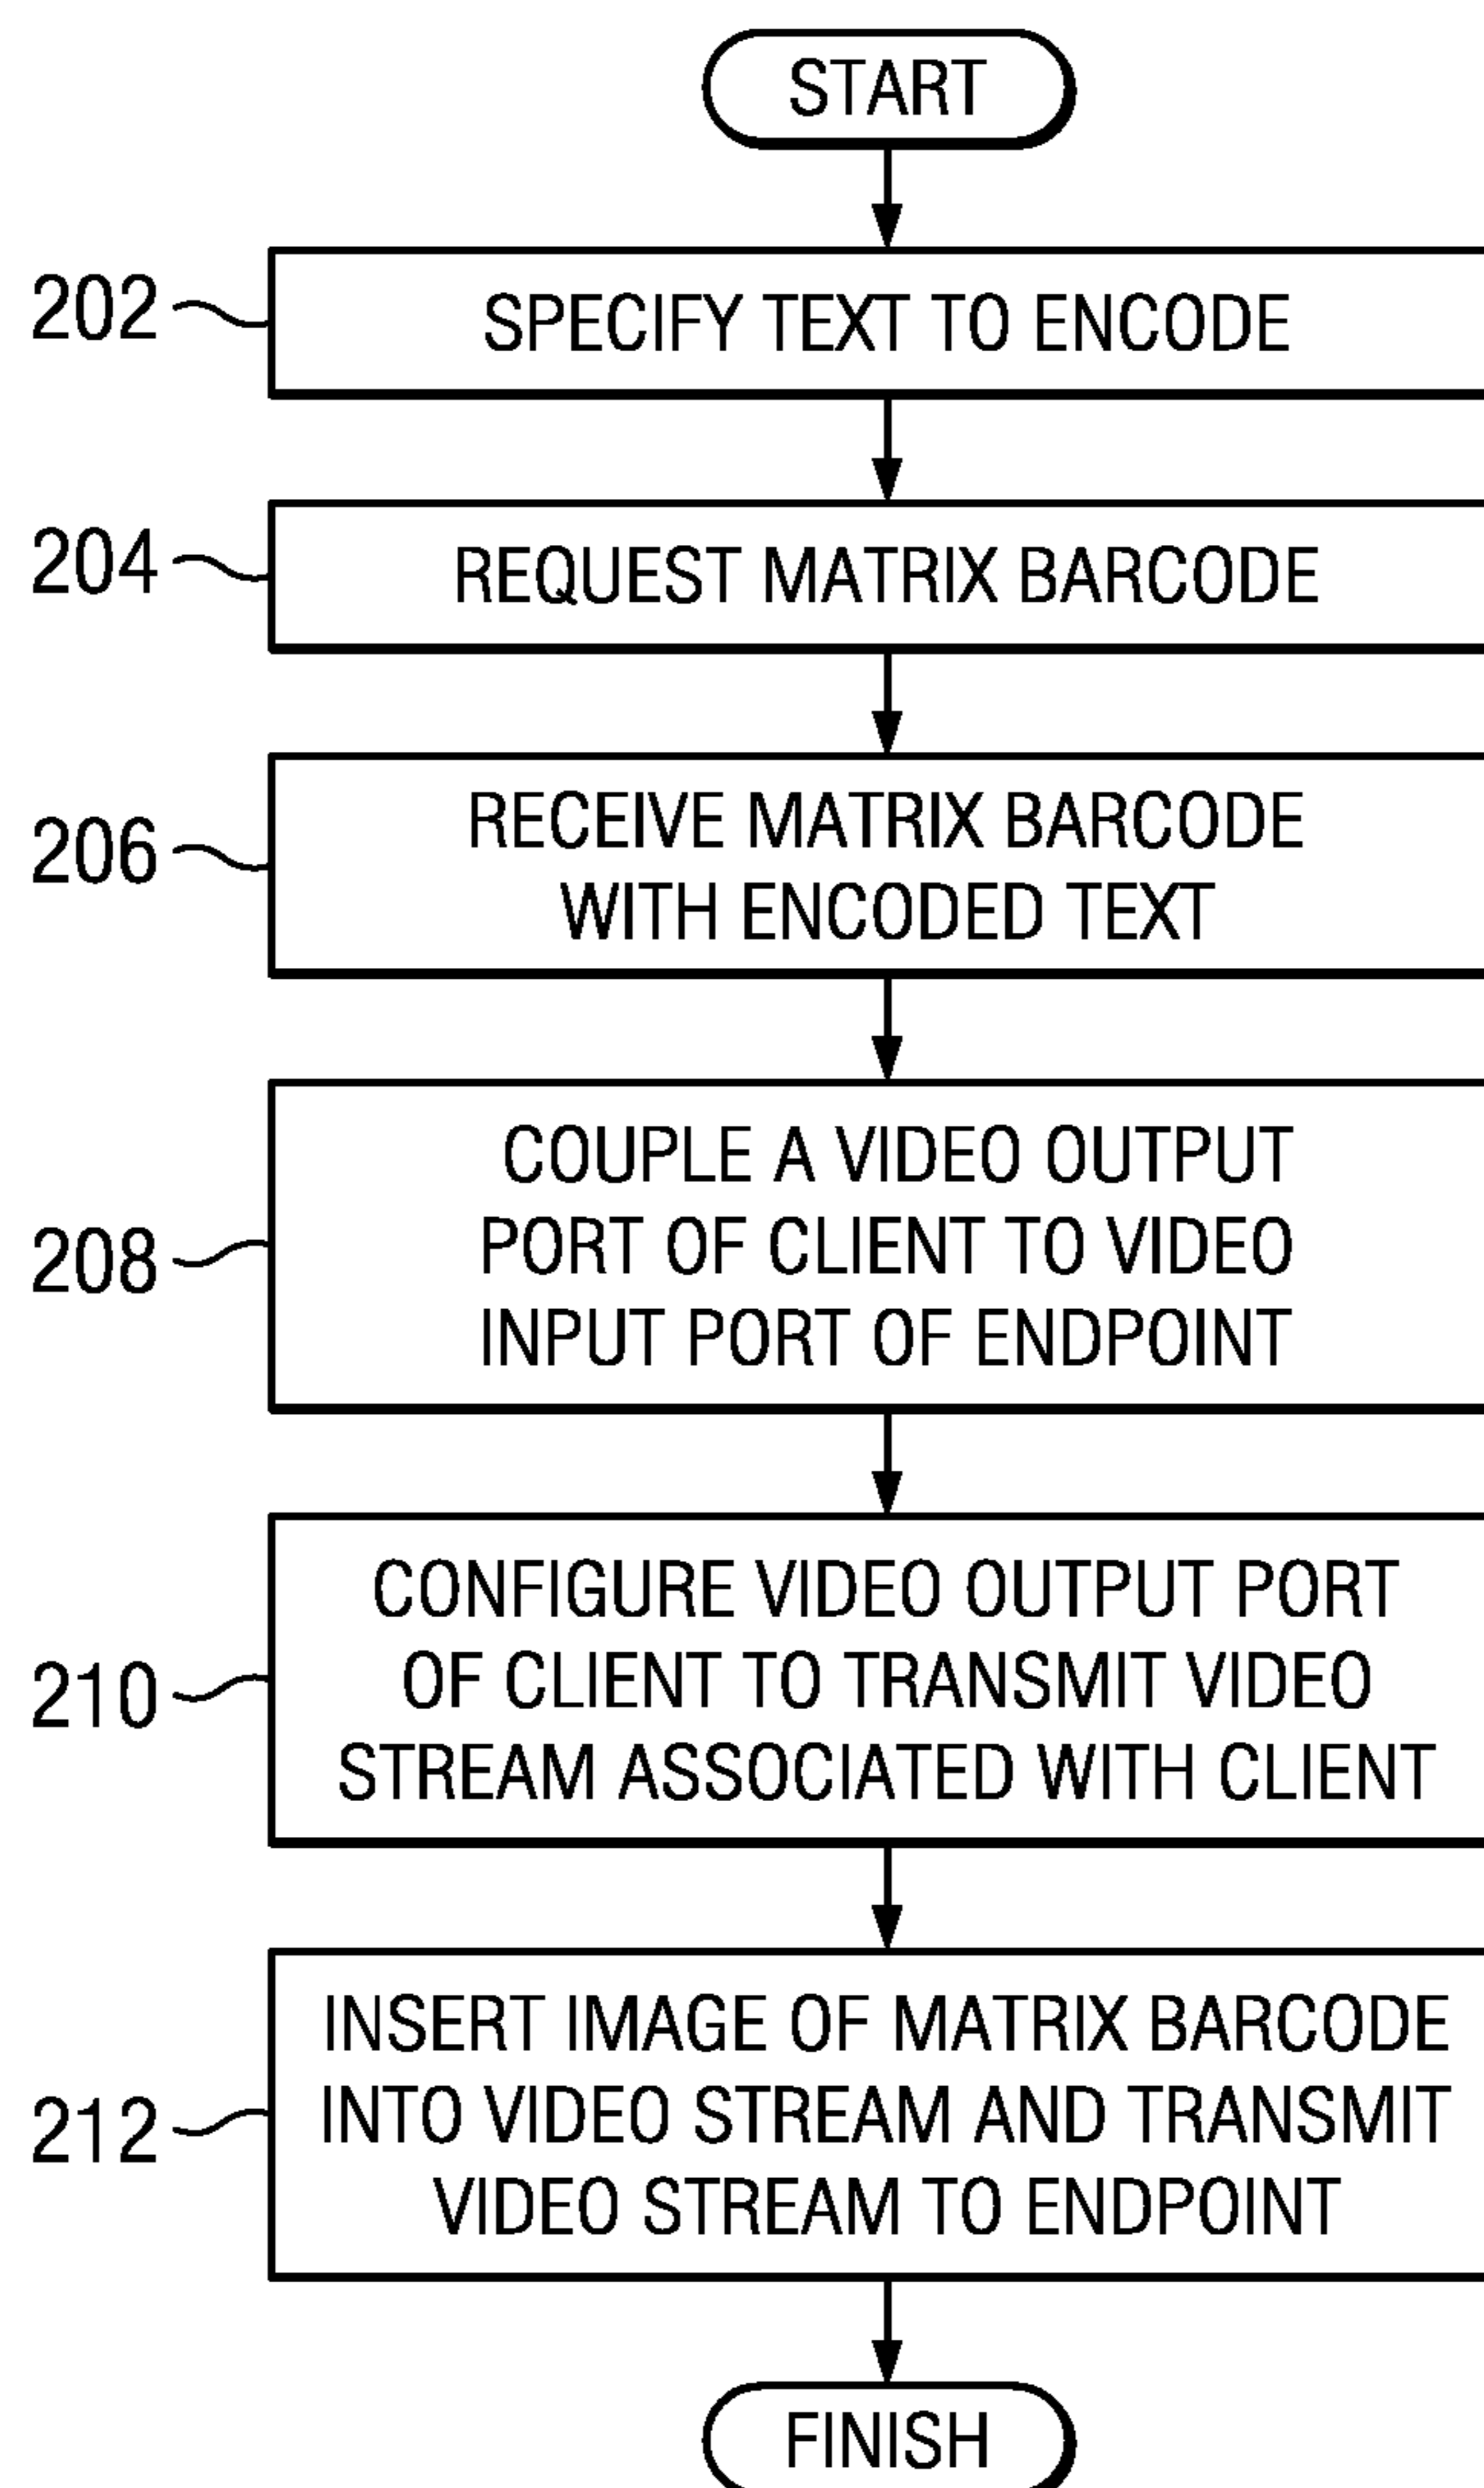 START
202
SPECIFY TEXT TO ENCODE
204
REQUEST MATRIX BARCODE
206
RECEIVE MATRIX BARCODE
WITH ENCODED TEXT
208
COUPLE A VIDEO OUTPUT
PORT OF CLIENT TO VIDEO
INPUT PORT OF ENDPOINT
210
CONFIGURE VIDEO OUTPUT PORT
OF CLIENT TO TRANSMIT VIDEO
STREAM ASSOCIATED WITH CLIENT
212
INSERT IMAGE OF MATRIX BARCODE
INTO VIDEO STREAM AND TRANSMIT
VIDEO STREAM TO ENDPOINT
FINISH